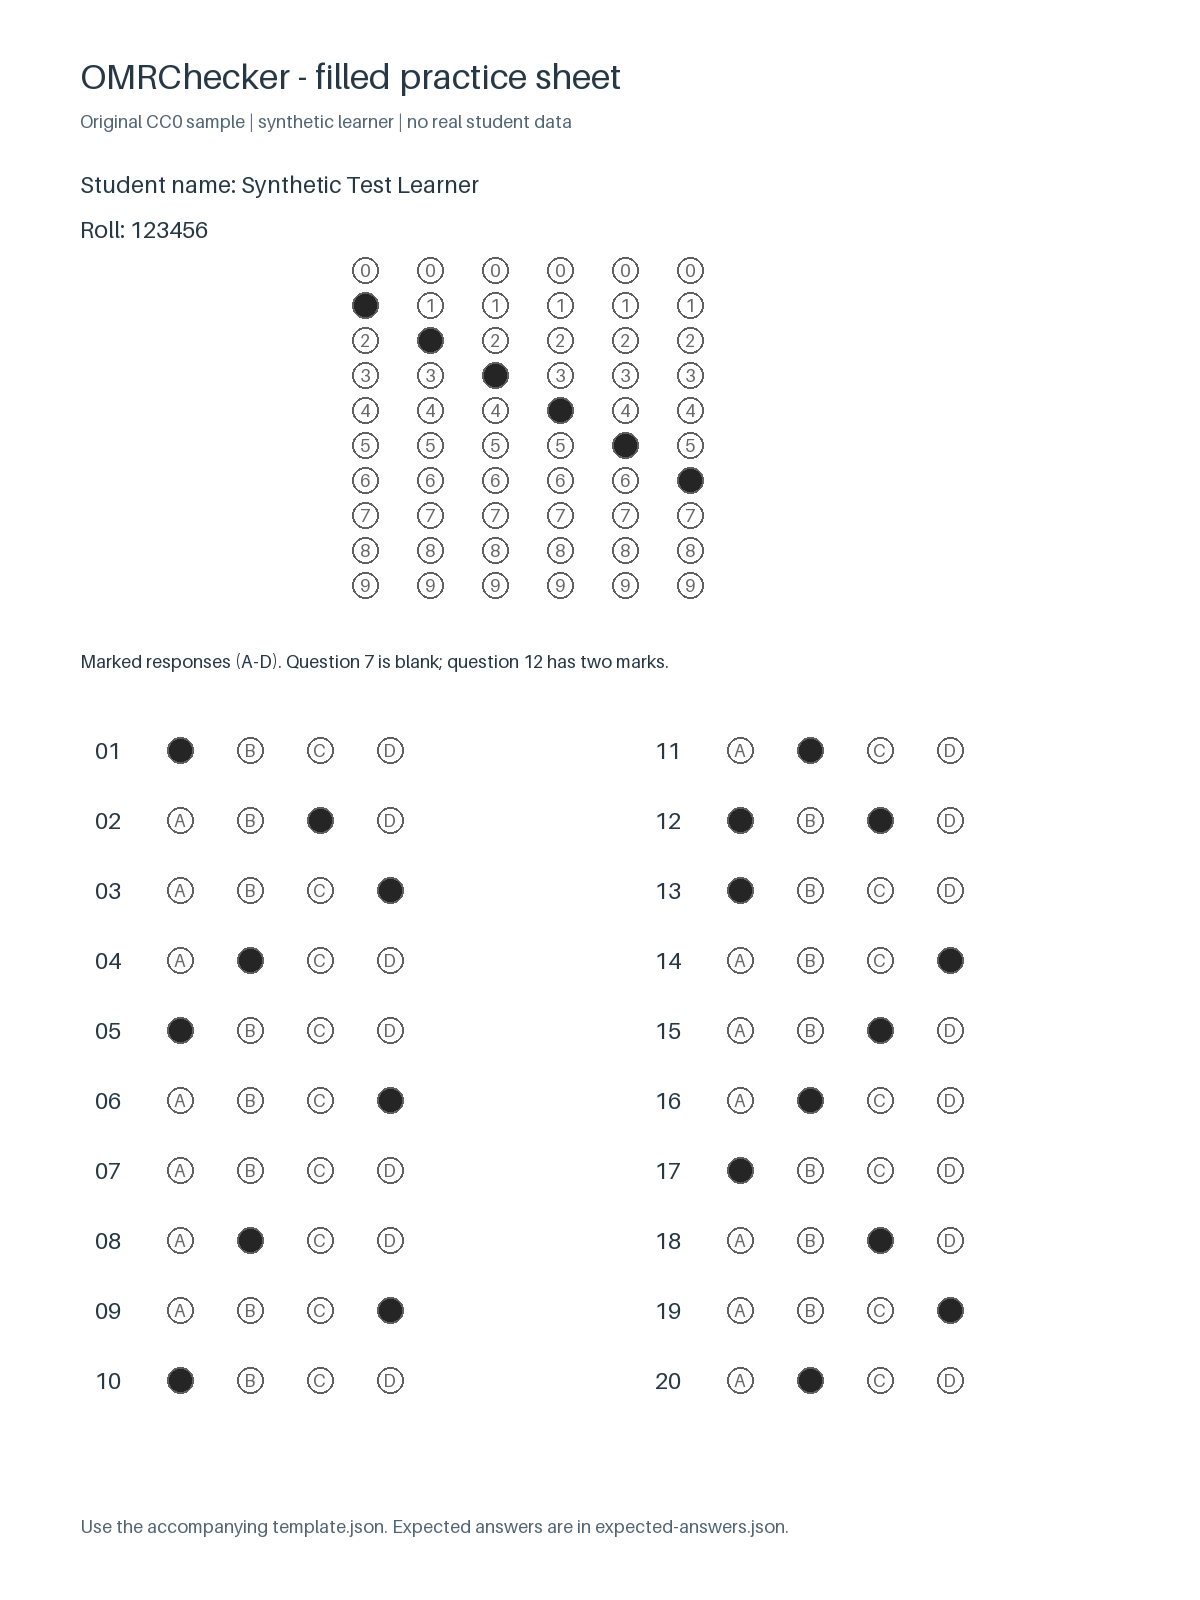 OMRChecker - filled practice sheet
Original CC0 sample | synthetic learner | no real student data
Student name: Synthetic Test Learner
Roll: 123456
0 0 0 0 0 0
1 1 1 1 1
2 2 2 2 2
3 3 3 3 3
4 4 4 4 4
5 5 5 5 5
6 6 6 6 6
7 7 7 7 7 7
8 8 8 8 8 8
9 9 9 9 9 9
Marked responses (A-D). Question 7 is blank; question 12 has two marks.
01 B C D
02 A B D
03 A B C
04 A C D
05 B C D
06 A B C
07 A B C D
08 A C D
09 A B C
10 B C D
11 A C D
12 B D
13 B C D
14 A B C
15 A B D
16 A C D
17 B C D
18 A B D
19 A B C
20 A C D
Use the accompanying template.json. Expected answers are in expected-answers.json.